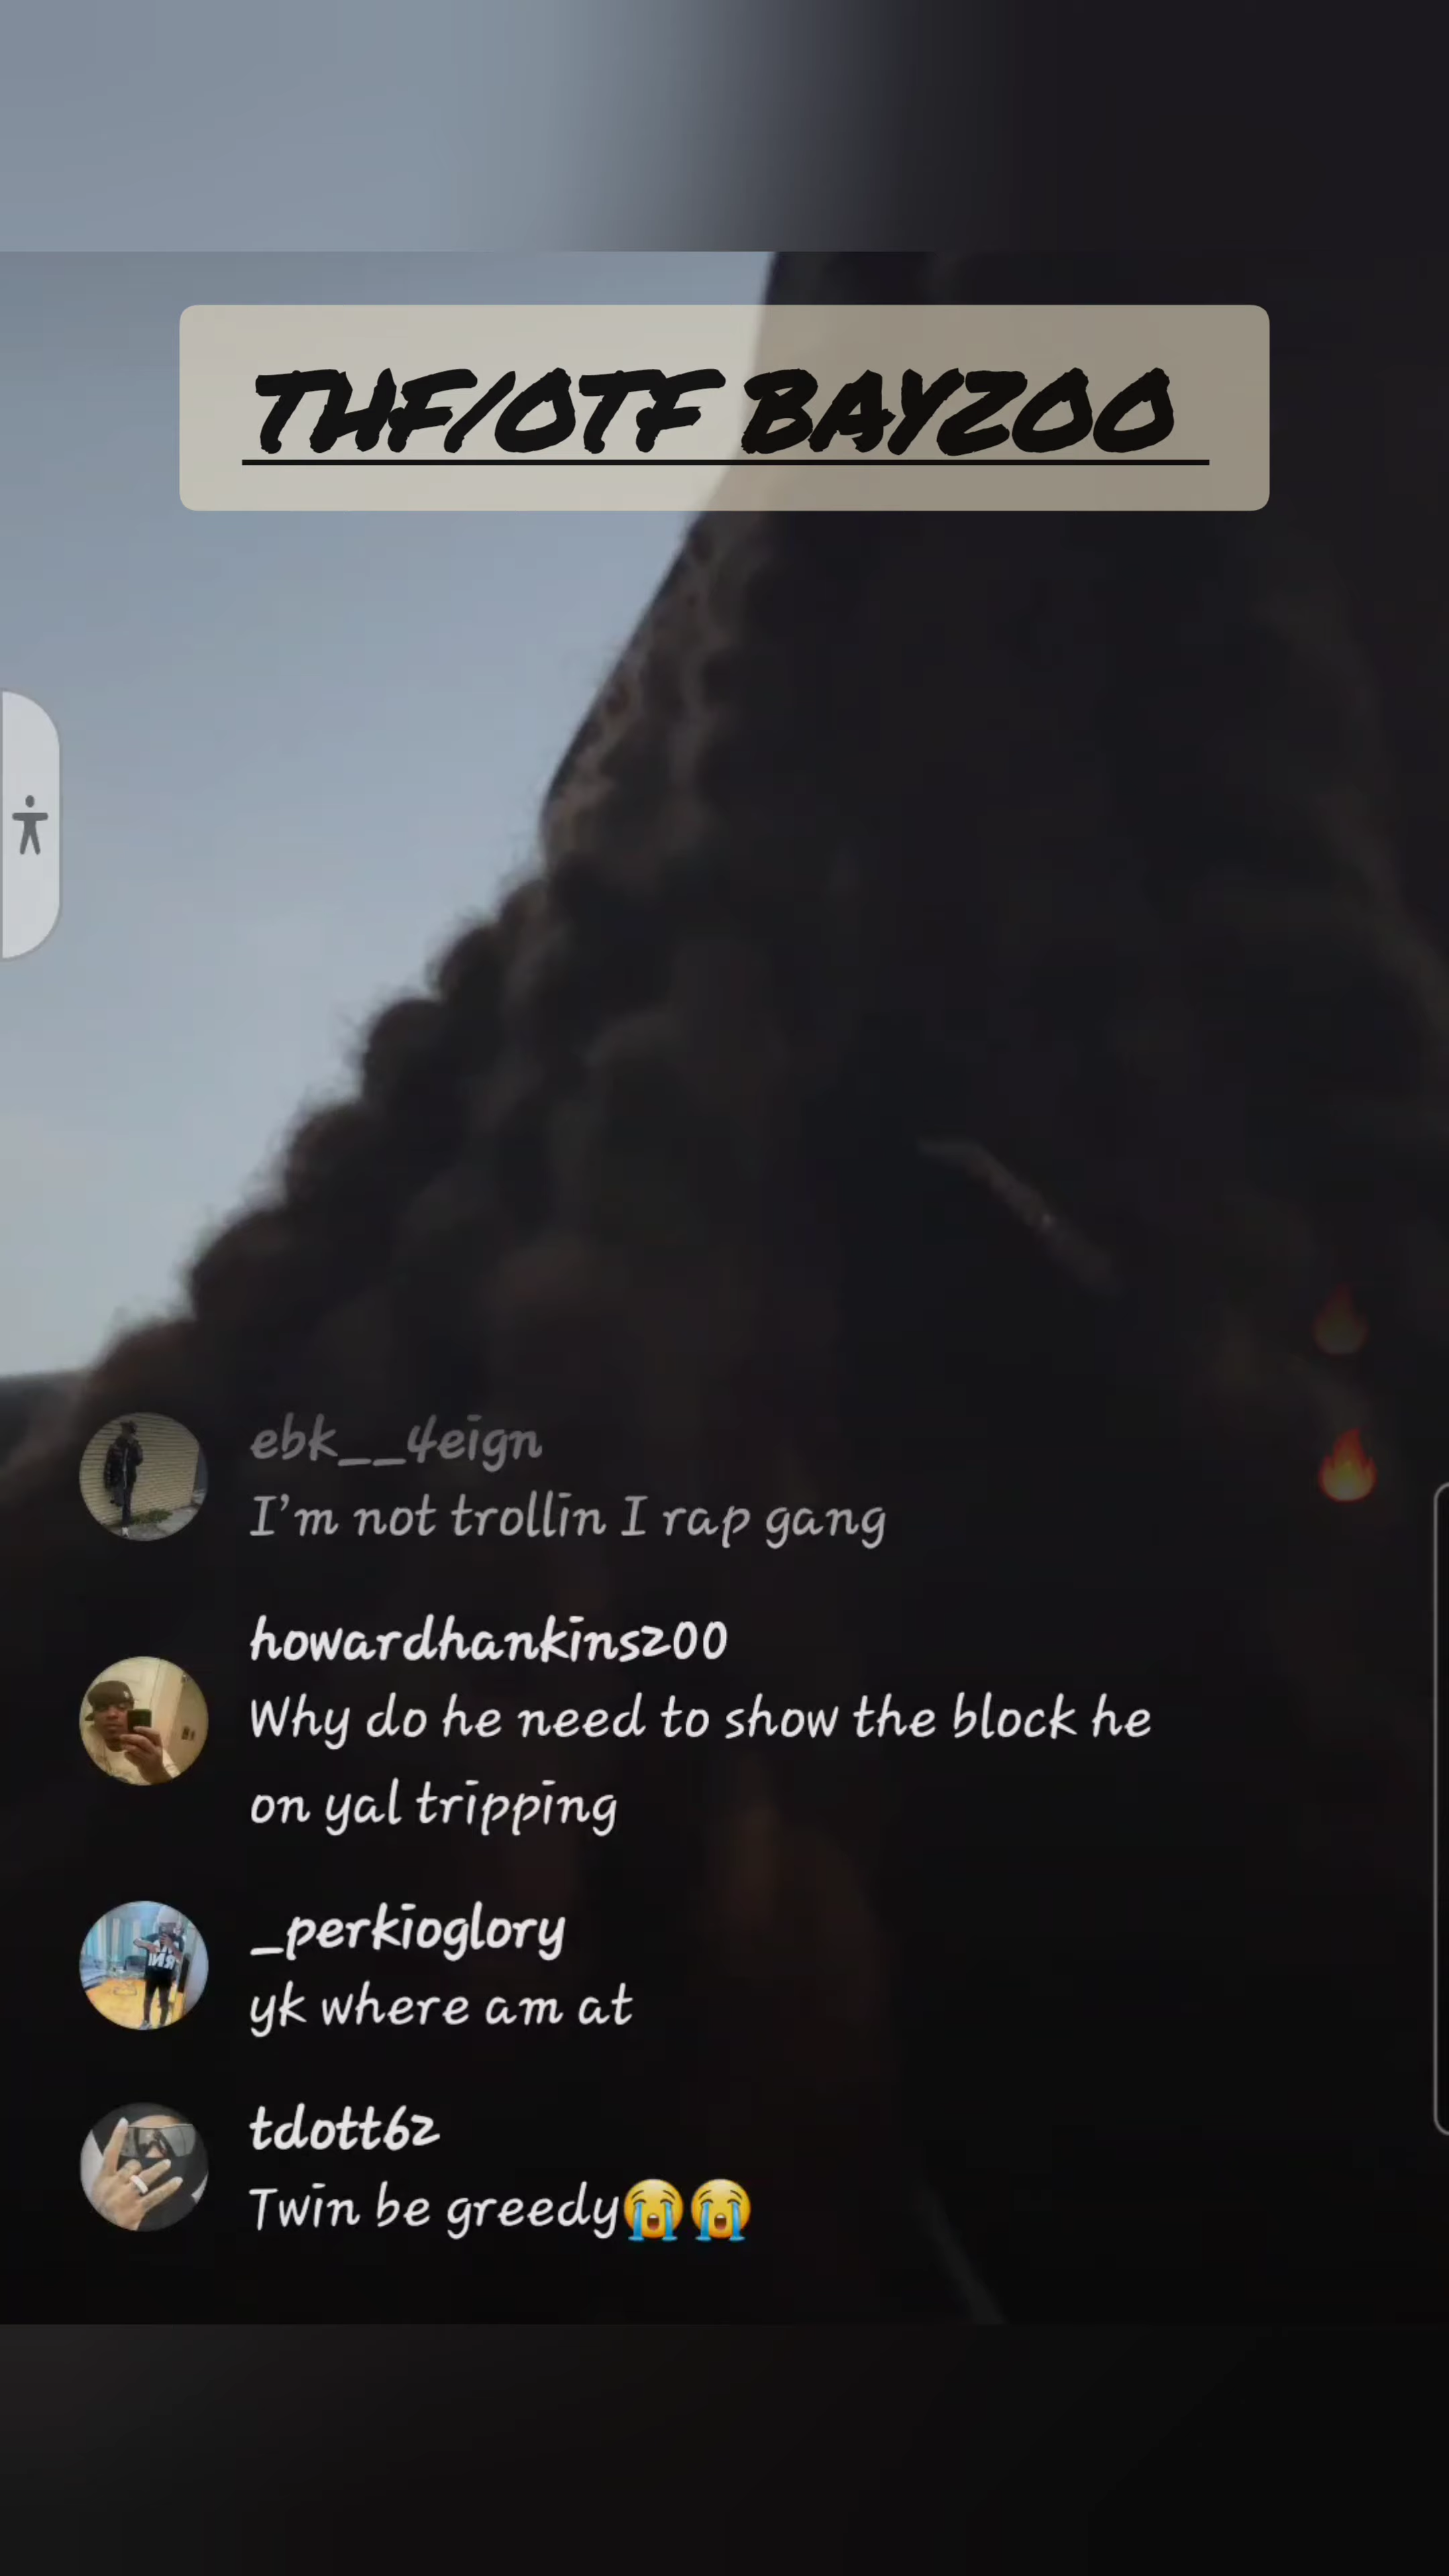 THF/OTF BAYZOO
ebk__4eign
I'm not trollin I rap gang
howardhankins200
Why do he need to show the block he
on yal tripping
_perkioglory
yk where am at
tdott62
Twin be greedy😭😭